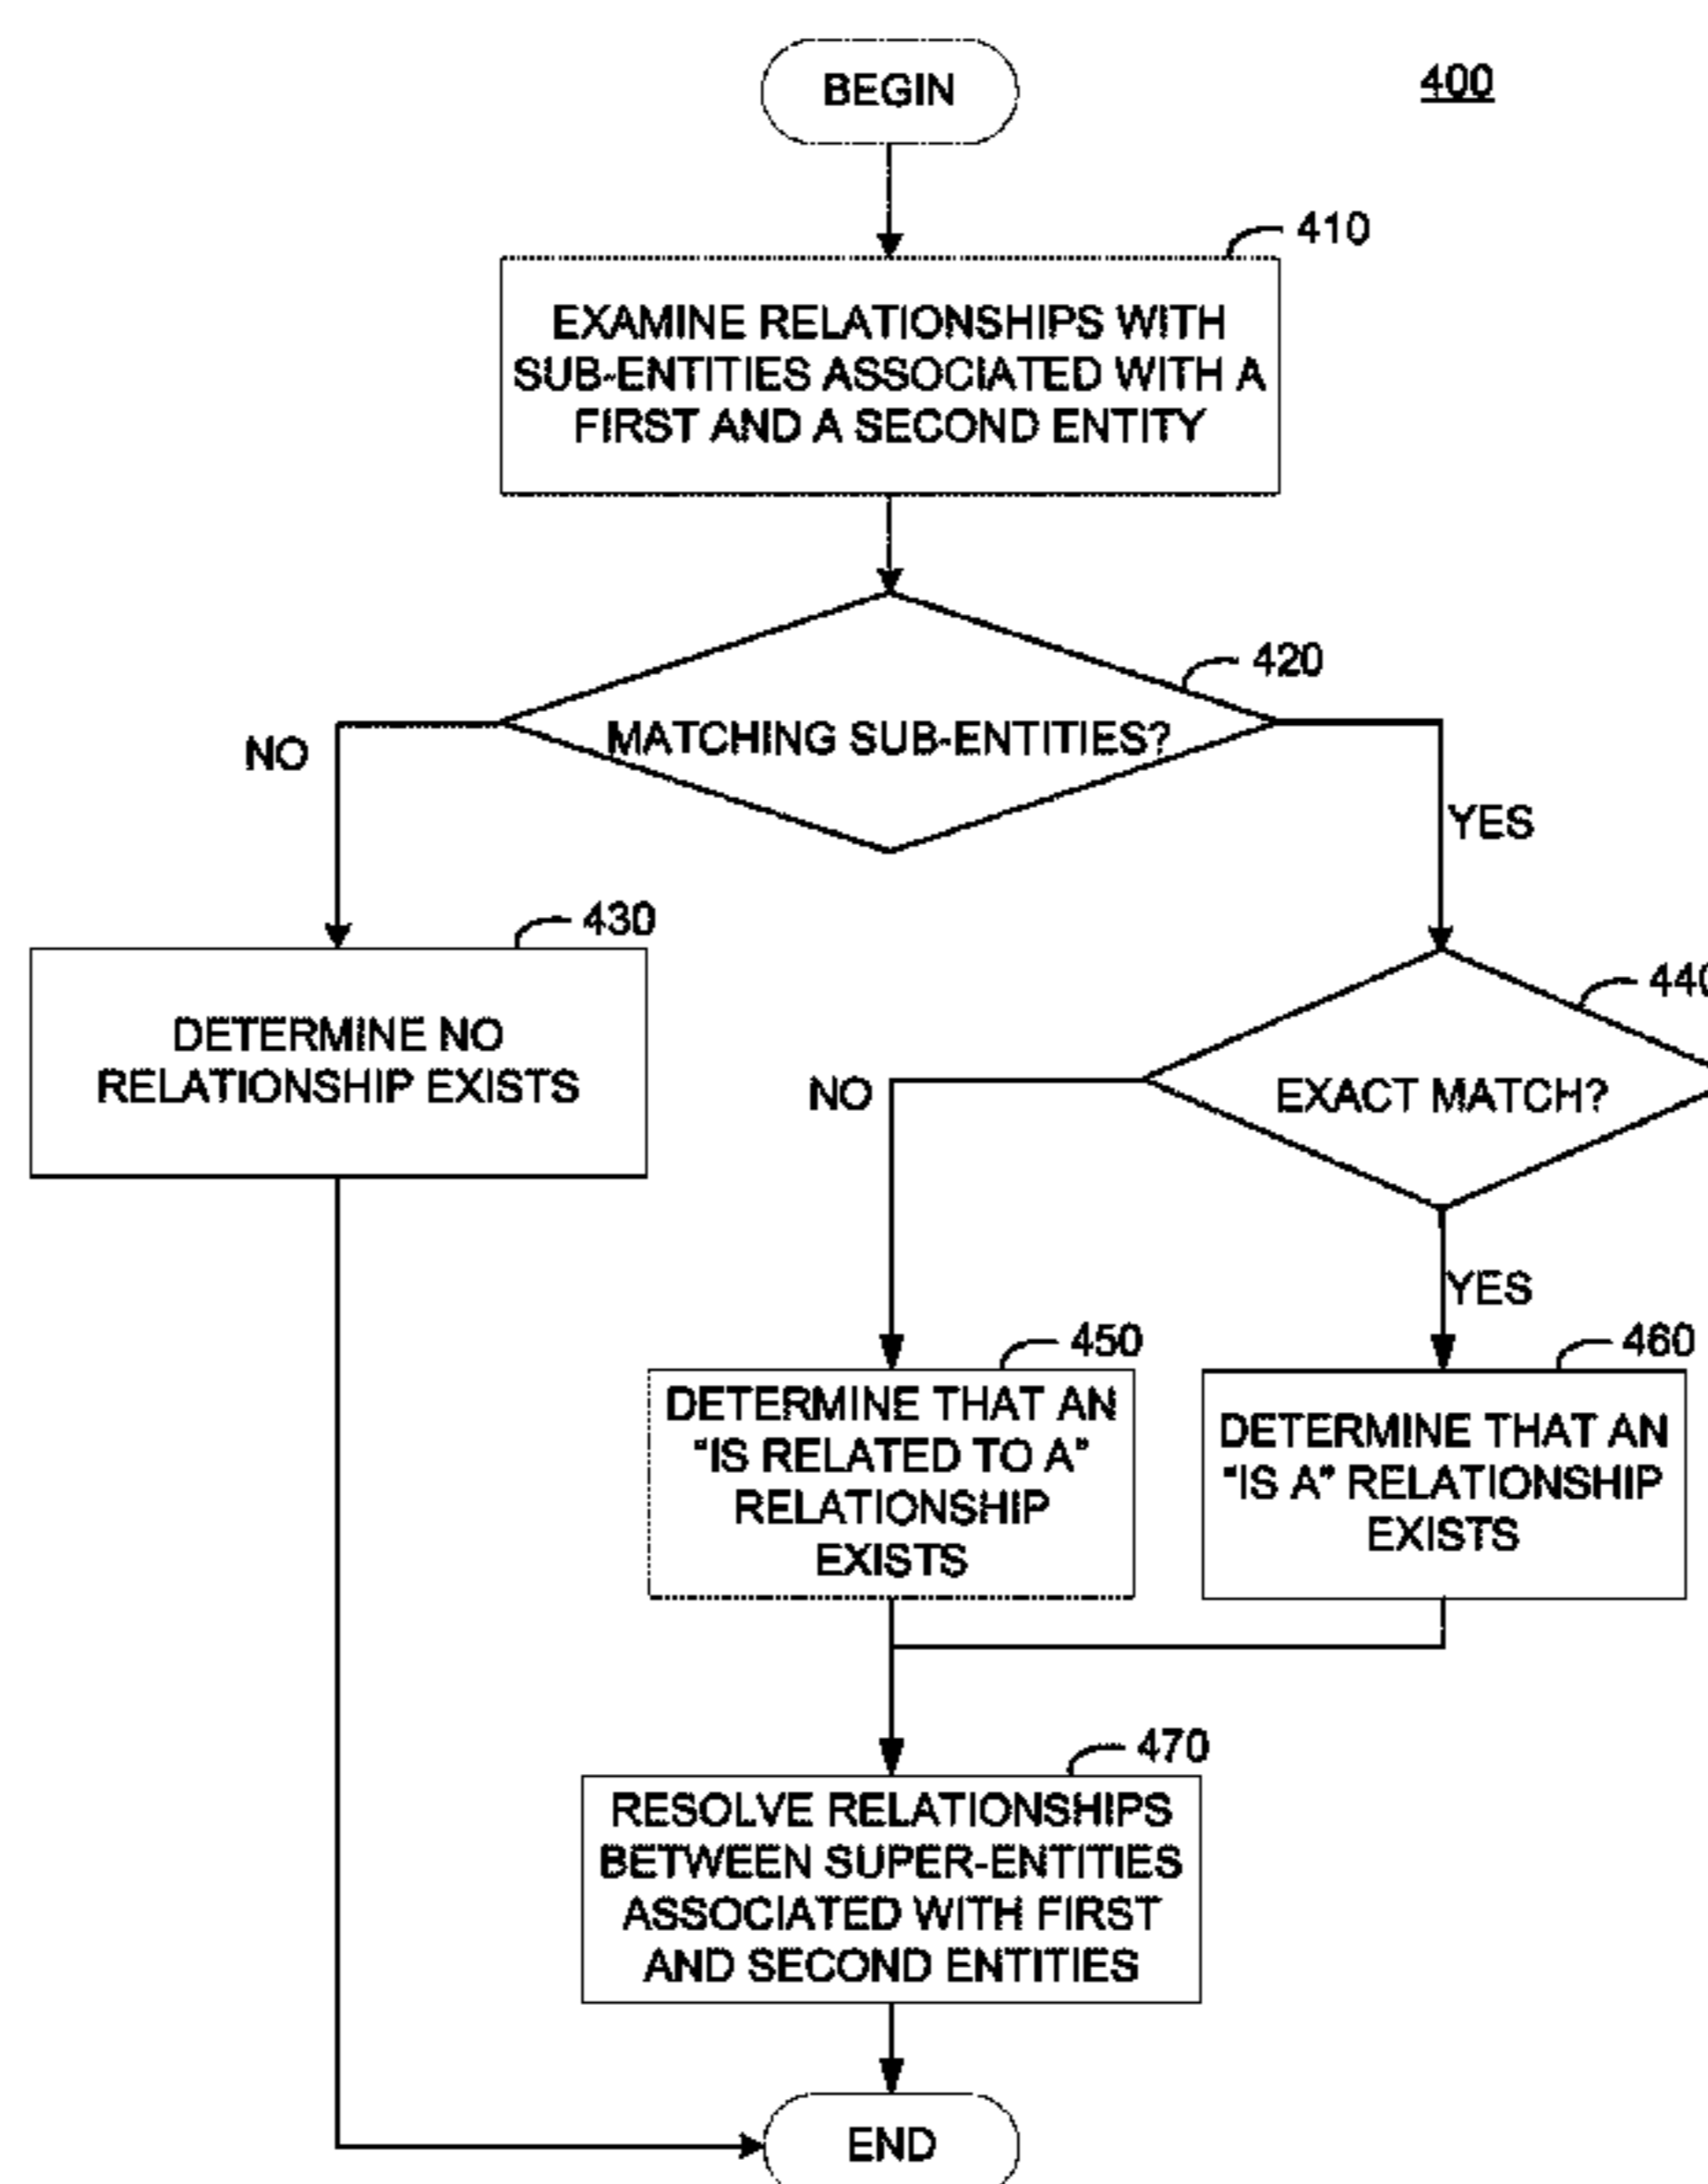 BEGIN
400
410
EXAMINE RELATIONSHIPS WITH
SUB-ENTITIES ASSOCIATED WITH A
FIRST AND A SECOND ENTITY
420
MATCHING SUB-ENTITIES?
NO
YES
430
DETERMINE NO
RELATIONSHIP EXISTS
440
EXACT MATCH?
NO
YES
450
DETERMINE THAT AN
"IS RELATED TO A"
RELATIONSHIP
EXISTS
460
DETERMINE THAT AN
"IS A" RELATIONSHIP
EXISTS
470
RESOLVE RELATIONSHIPS
BETWEEN SUPER-ENTITIES
ASSOCIATED WITH FIRST
AND SECOND ENTITIES
END